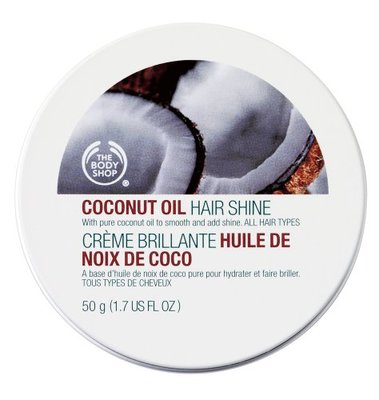 THE
BODY
SHOP
®
COCONUT OIL HAIR SHINE
With pure coconut oil to smooth and add shine. ALL HAIR TYPES
CRÈME BRILLANTE HUILE DE
NOIX DE COCO
A base d'huile de noix de coco pure pour hydrater et faire briller.
TOUS TYPES DE CHEVEUX
50 g (1.7 US FL OZ)